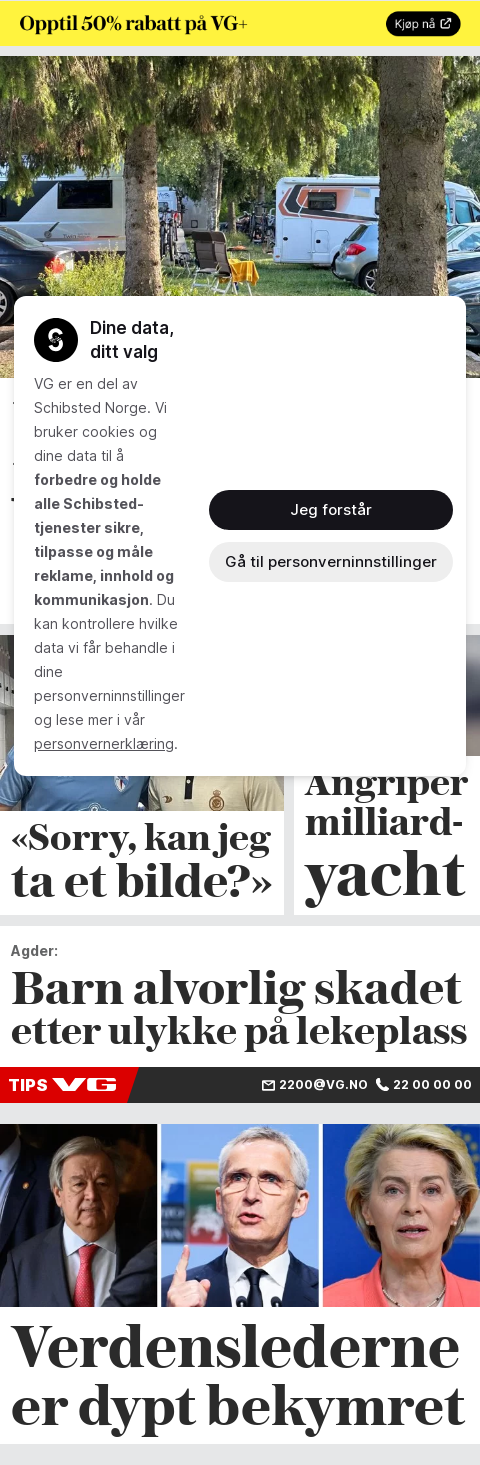 Opptil 50% rabatt på VG+
Kjøp nå
Dine data,
ditt valg
VG er en del av
Schibsted Norge. Vi
bruker cookies og
dine data til å
forbedre og holde
alle Schibsted-
tjenester sikre,
tilpasse og måle
reklame, innhold og
kommunikasjon. Du
kan kontrollere hvilke
data vi får behandle i
dine
personverninnstillinger
og lese mer i vår
personvernerklæring.
Jeg forstår
Gå til personverninnstillinger
«Sorry, kan jeg
ta et bilde?»
Angriper
milliard-
yacht
Agder:
Barn alvorlig skadet
etter ulykke på lekeplass
TIPS VG
2200@VG.NO 22 00 00 00
Verdenslederne
er dypt bekymret